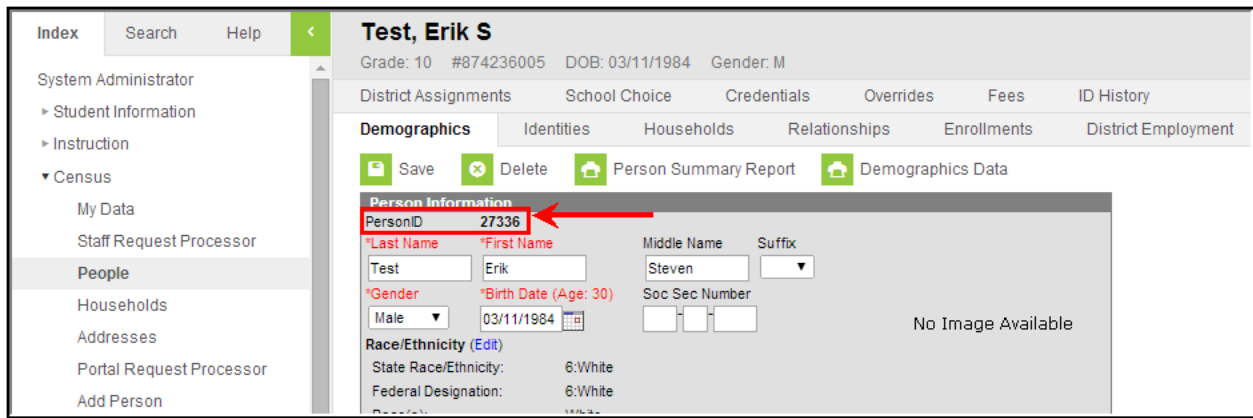 Index Search Help
System Administrator
Student Information
Instruction
Census
My Data
Staff Request Processor
People
Households
Addresses
Portal Request Processor
Add Person
Test, Erik S
Grade: 10 #874236005 DOB: 03/11/1984 Gender: M
District Assignments School Choice Credentials Overrides Fees ID History
Demographics Identities Households Relationships Enrollments District Employment
Save Delete Person Summary Report Demographics Data
Person Information
PersonID 27336
*Last Name *First Name Middle Name Suffix
Test Erik Steven
*Gender *Birth Date (Age: 30) Soc Sec Number
Male 03/11/1984 - -
No Image Available
Race/Ethnicity (Edit)
State Race/Ethnicity: 6:White
Federal Designation: 6:White